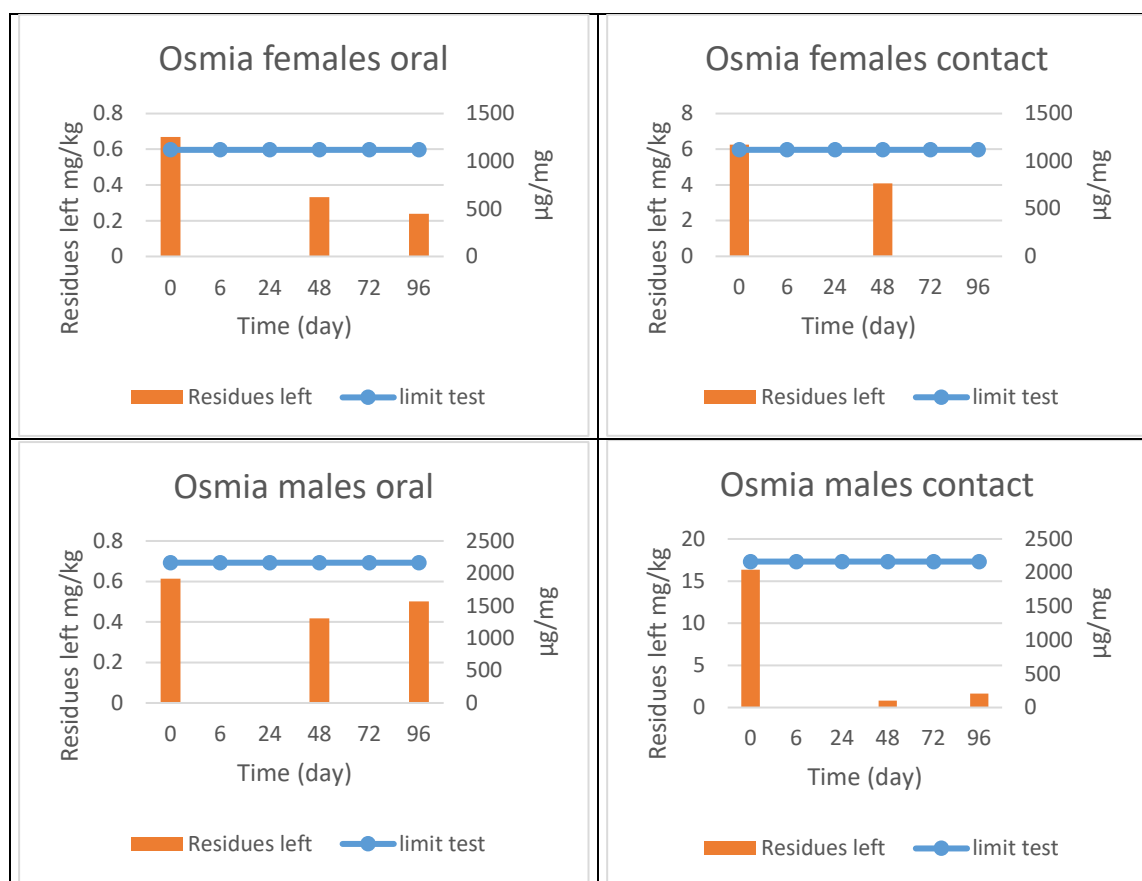 Osmia females oral
Residues left mg/kg
0.8
0.6
0.4
0.2
0
1500
1000
500
0
µg/mg
0 6 24 48 72 96
Time (day)
Residues left limit test
Osmia females contact
Residues left mg/kg
8
6
4
2
0
1500
1000
500
0
µg/mg
0 6 24 48 72 96
Time (day)
Residues left limit test
Osmia males oral
Residues left mg/kg
0.8
0.6
0.4
0.2
0
2500
2000
1500
1000
500
0
µg/mg
0 6 24 48 72 96
Time (day)
Residues left limit test
Osmia males contact
Residues left mg/kg
20
15
10
5
0
2500
2000
1500
1000
500
0
µg/mg
0 6 24 48 72 96
Time (day)
Residues left limit test